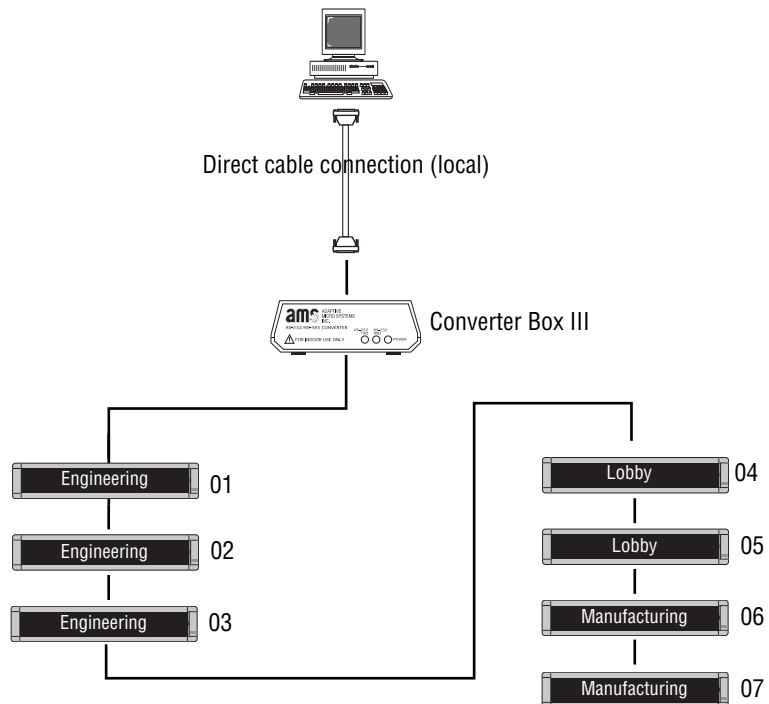 Direct cable connection (local)
ams ADAPTIVE
MICRO SYSTEMS
INC.
RS-232/RS-485 CONVERTER
FOR INDOOR USE ONLY
POWER
Converter Box III
Engineering 01
Engineering 02
Engineering 03
Lobby 04
Lobby 05
Manufacturing 06
Manufacturing 07